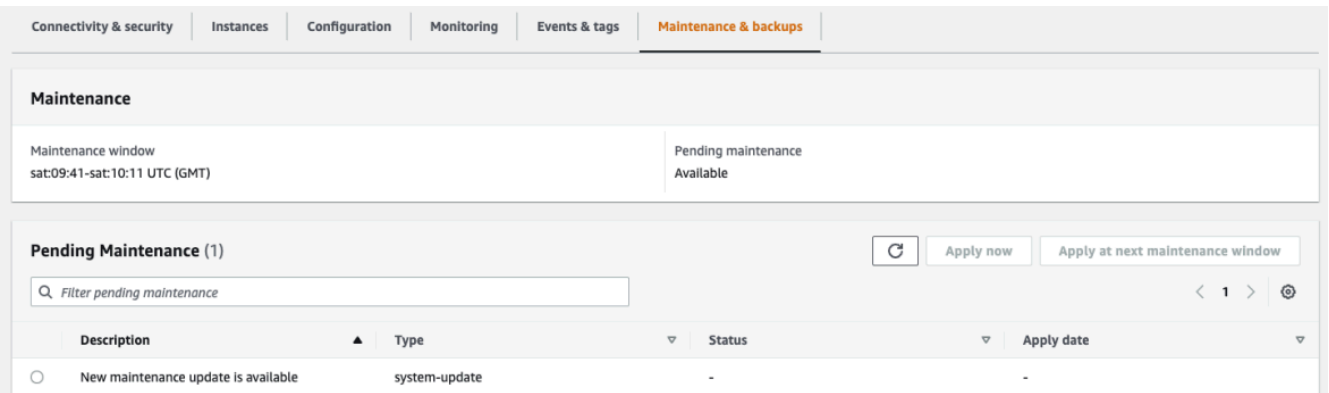 Connectivity & security Instances Configuration Monitoring Events & tags Maintenance & backups
Maintenance
Maintenance window
sat:09:41-sat:10:11 UTC (GMT)
Pending maintenance
Available
Pending Maintenance (1)
Apply now Apply at next maintenance window
Filter pending maintenance
1
Description Type Status Apply date
New maintenance update is available system-update - -